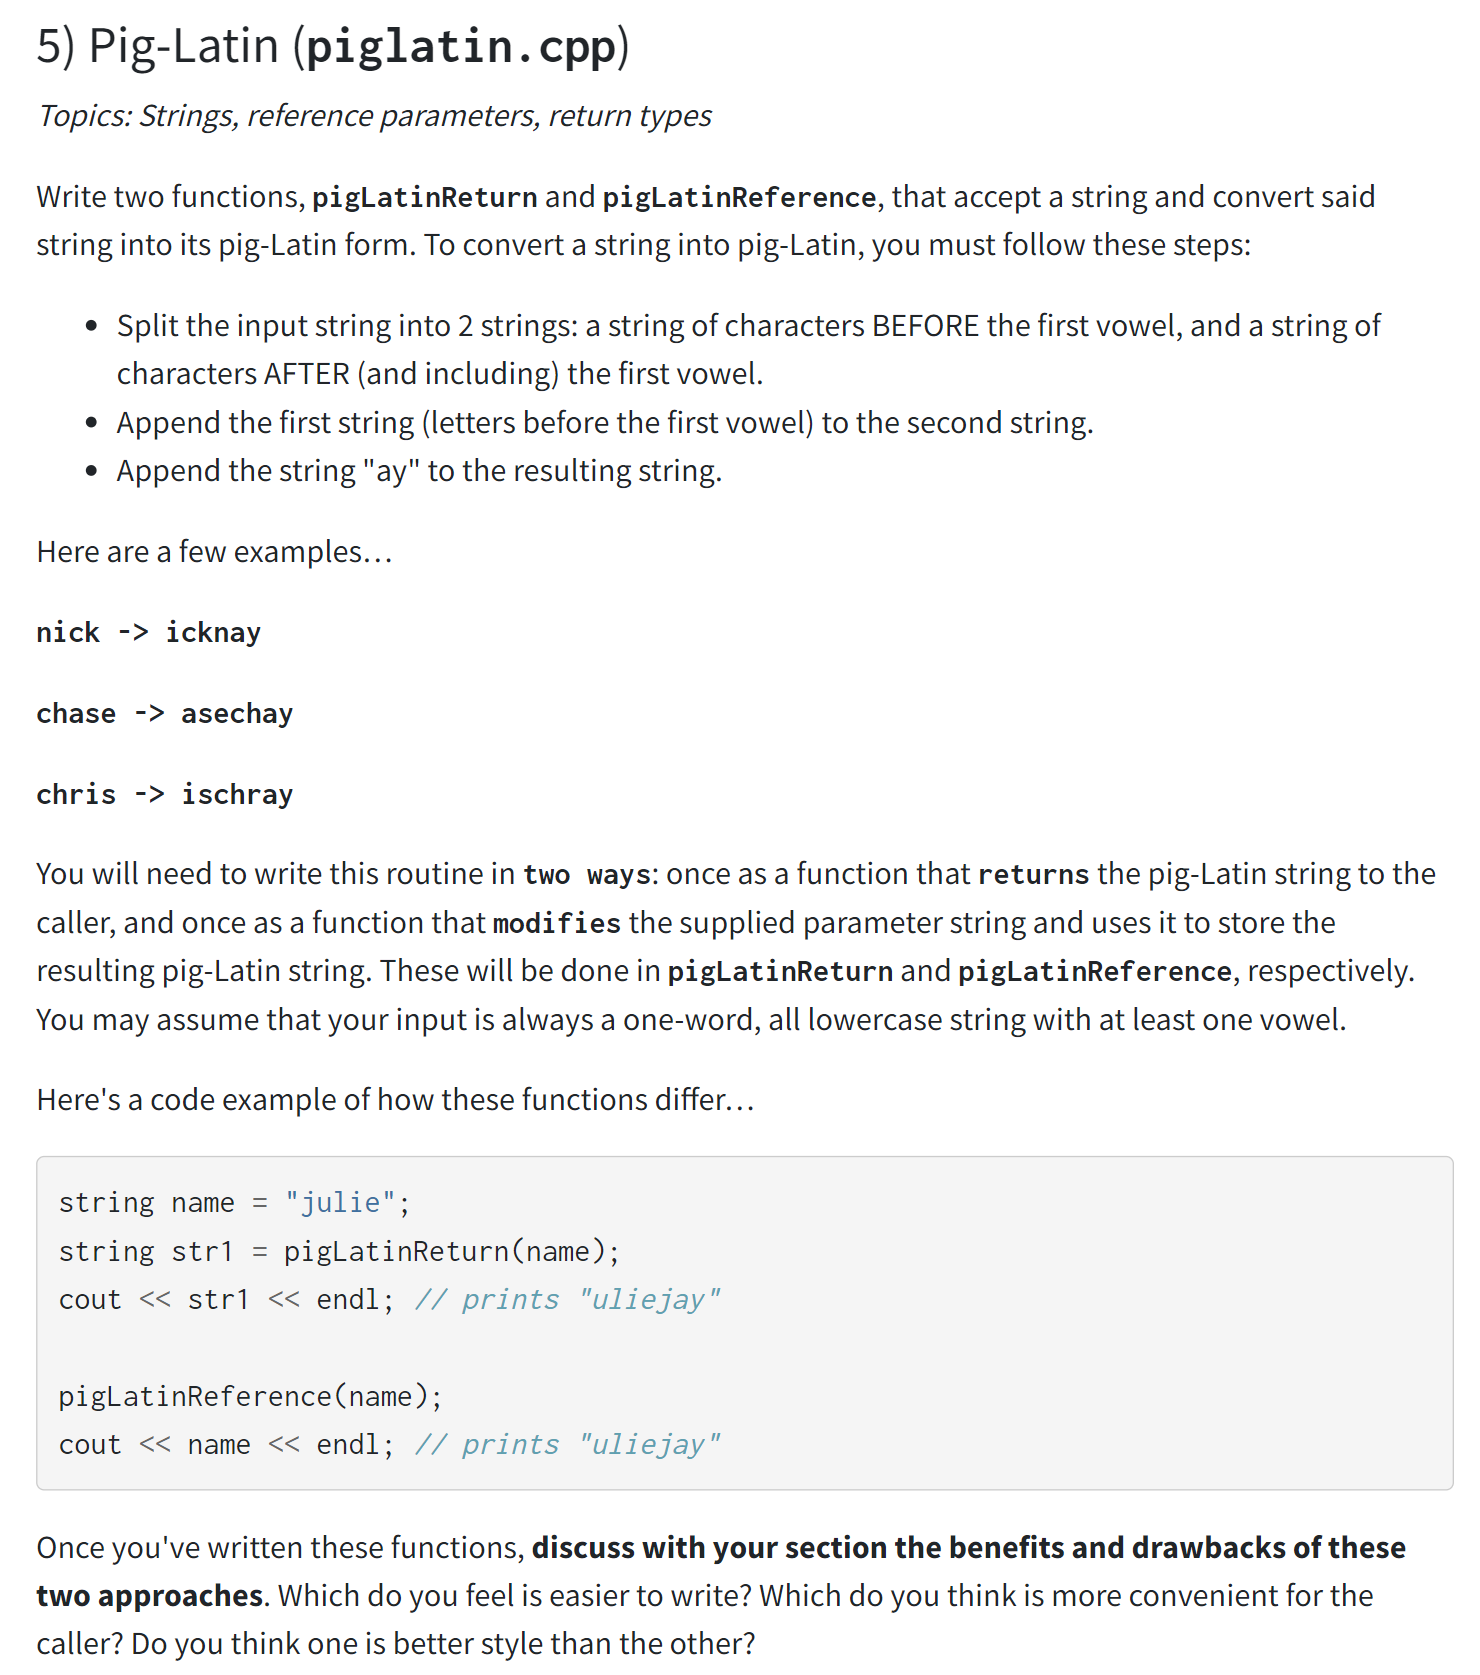 5) Pig-Latin (piglatin.cpp)
Topics: Strings, reference parameters, return types
Write two functions, pigLatinReturn and pigLatinReference, that accept a string and convert said
string into its pig-Latin form. To convert a string into pig-Latin, you must follow these steps:
• Split the input string into 2 strings: a string of characters BEFORE the first vowel, and a string of
characters AFTER (and including) the first vowel.
• Append the first string (letters before the first vowel) to the second string.
• Append the string "ay" to the resulting string.
Here are a few examples…
nick -> icknay
chase -> asechay
chris -> ischray
You will need to write this routine in two ways: once as a function that returns the pig-Latin string to the
caller, and once as a function that modifies the supplied parameter string and uses it to store the
resulting pig-Latin string. These will be done in pigLatinReturn and pigLatinReference, respectively.
You may assume that your input is always a one-word, all lowercase string with at least one vowel.
Here's a code example of how these functions differ…
string name = "julie";
string str1 = pigLatinReturn(name);
cout << str1 << endl; // prints "uliejay"
pigLatinReference(name);
cout << name << endl; // prints "uliejay"
Once you've written these functions, discuss with your section the benefits and drawbacks of these
two approaches. Which do you feel is easier to write? Which do you think is more convenient for the
caller? Do you think one is better style than the other?